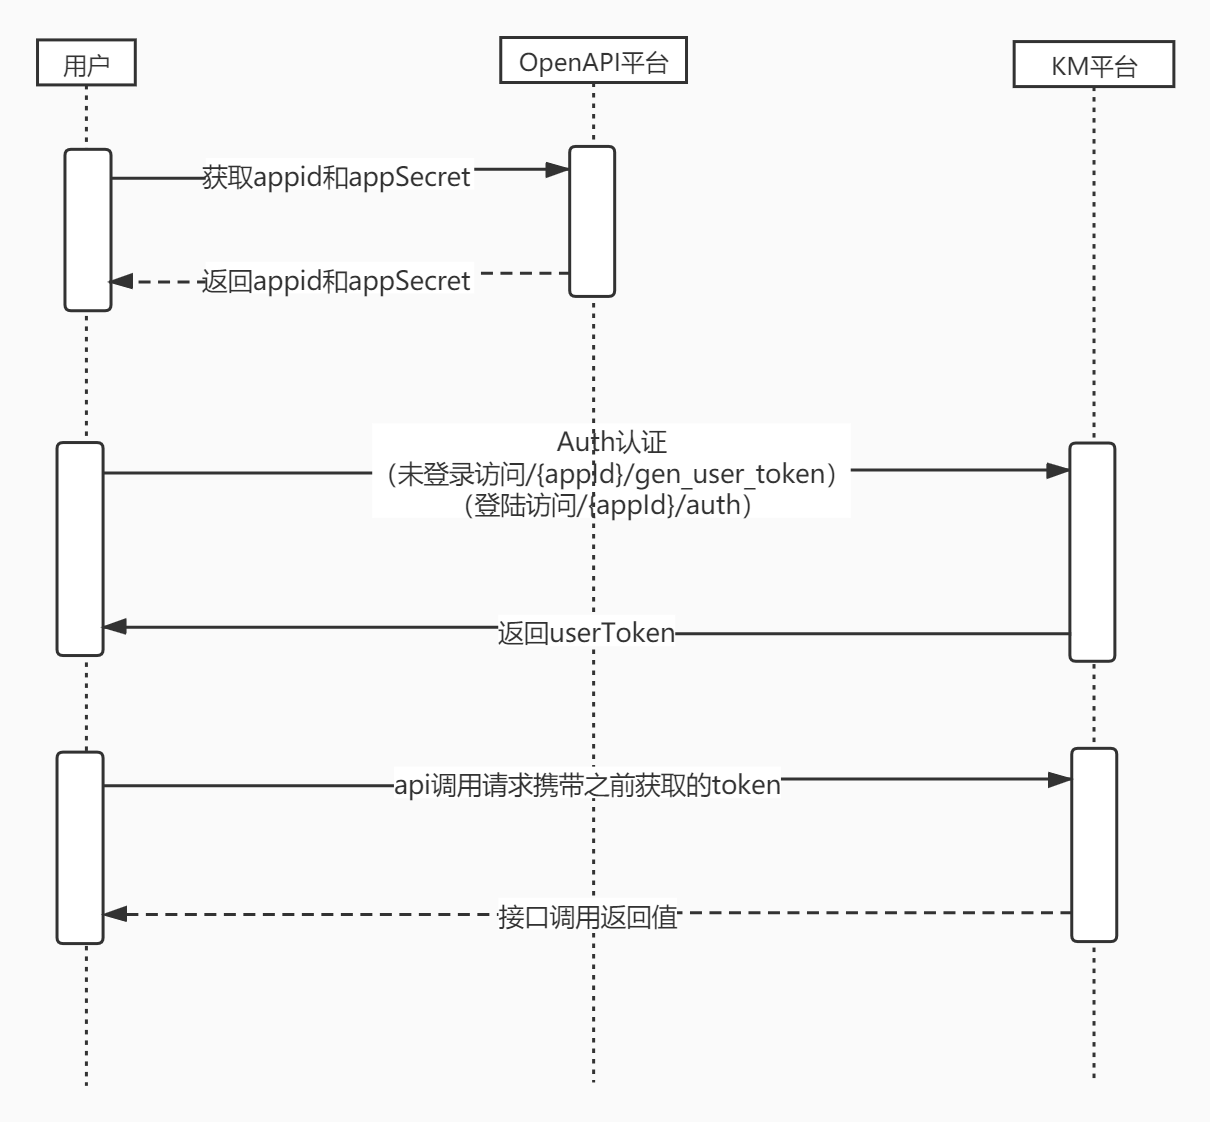 用户
OpenAPI平台
KM平台
获取appid和appSecret
返回appid和appSecret
Auth认证
（未登录访问/{appId}/gen_user_token）
（登陆访问/{appId}/auth）
返回userToken
api调用请求携带之前获取的token
接口调用返回值